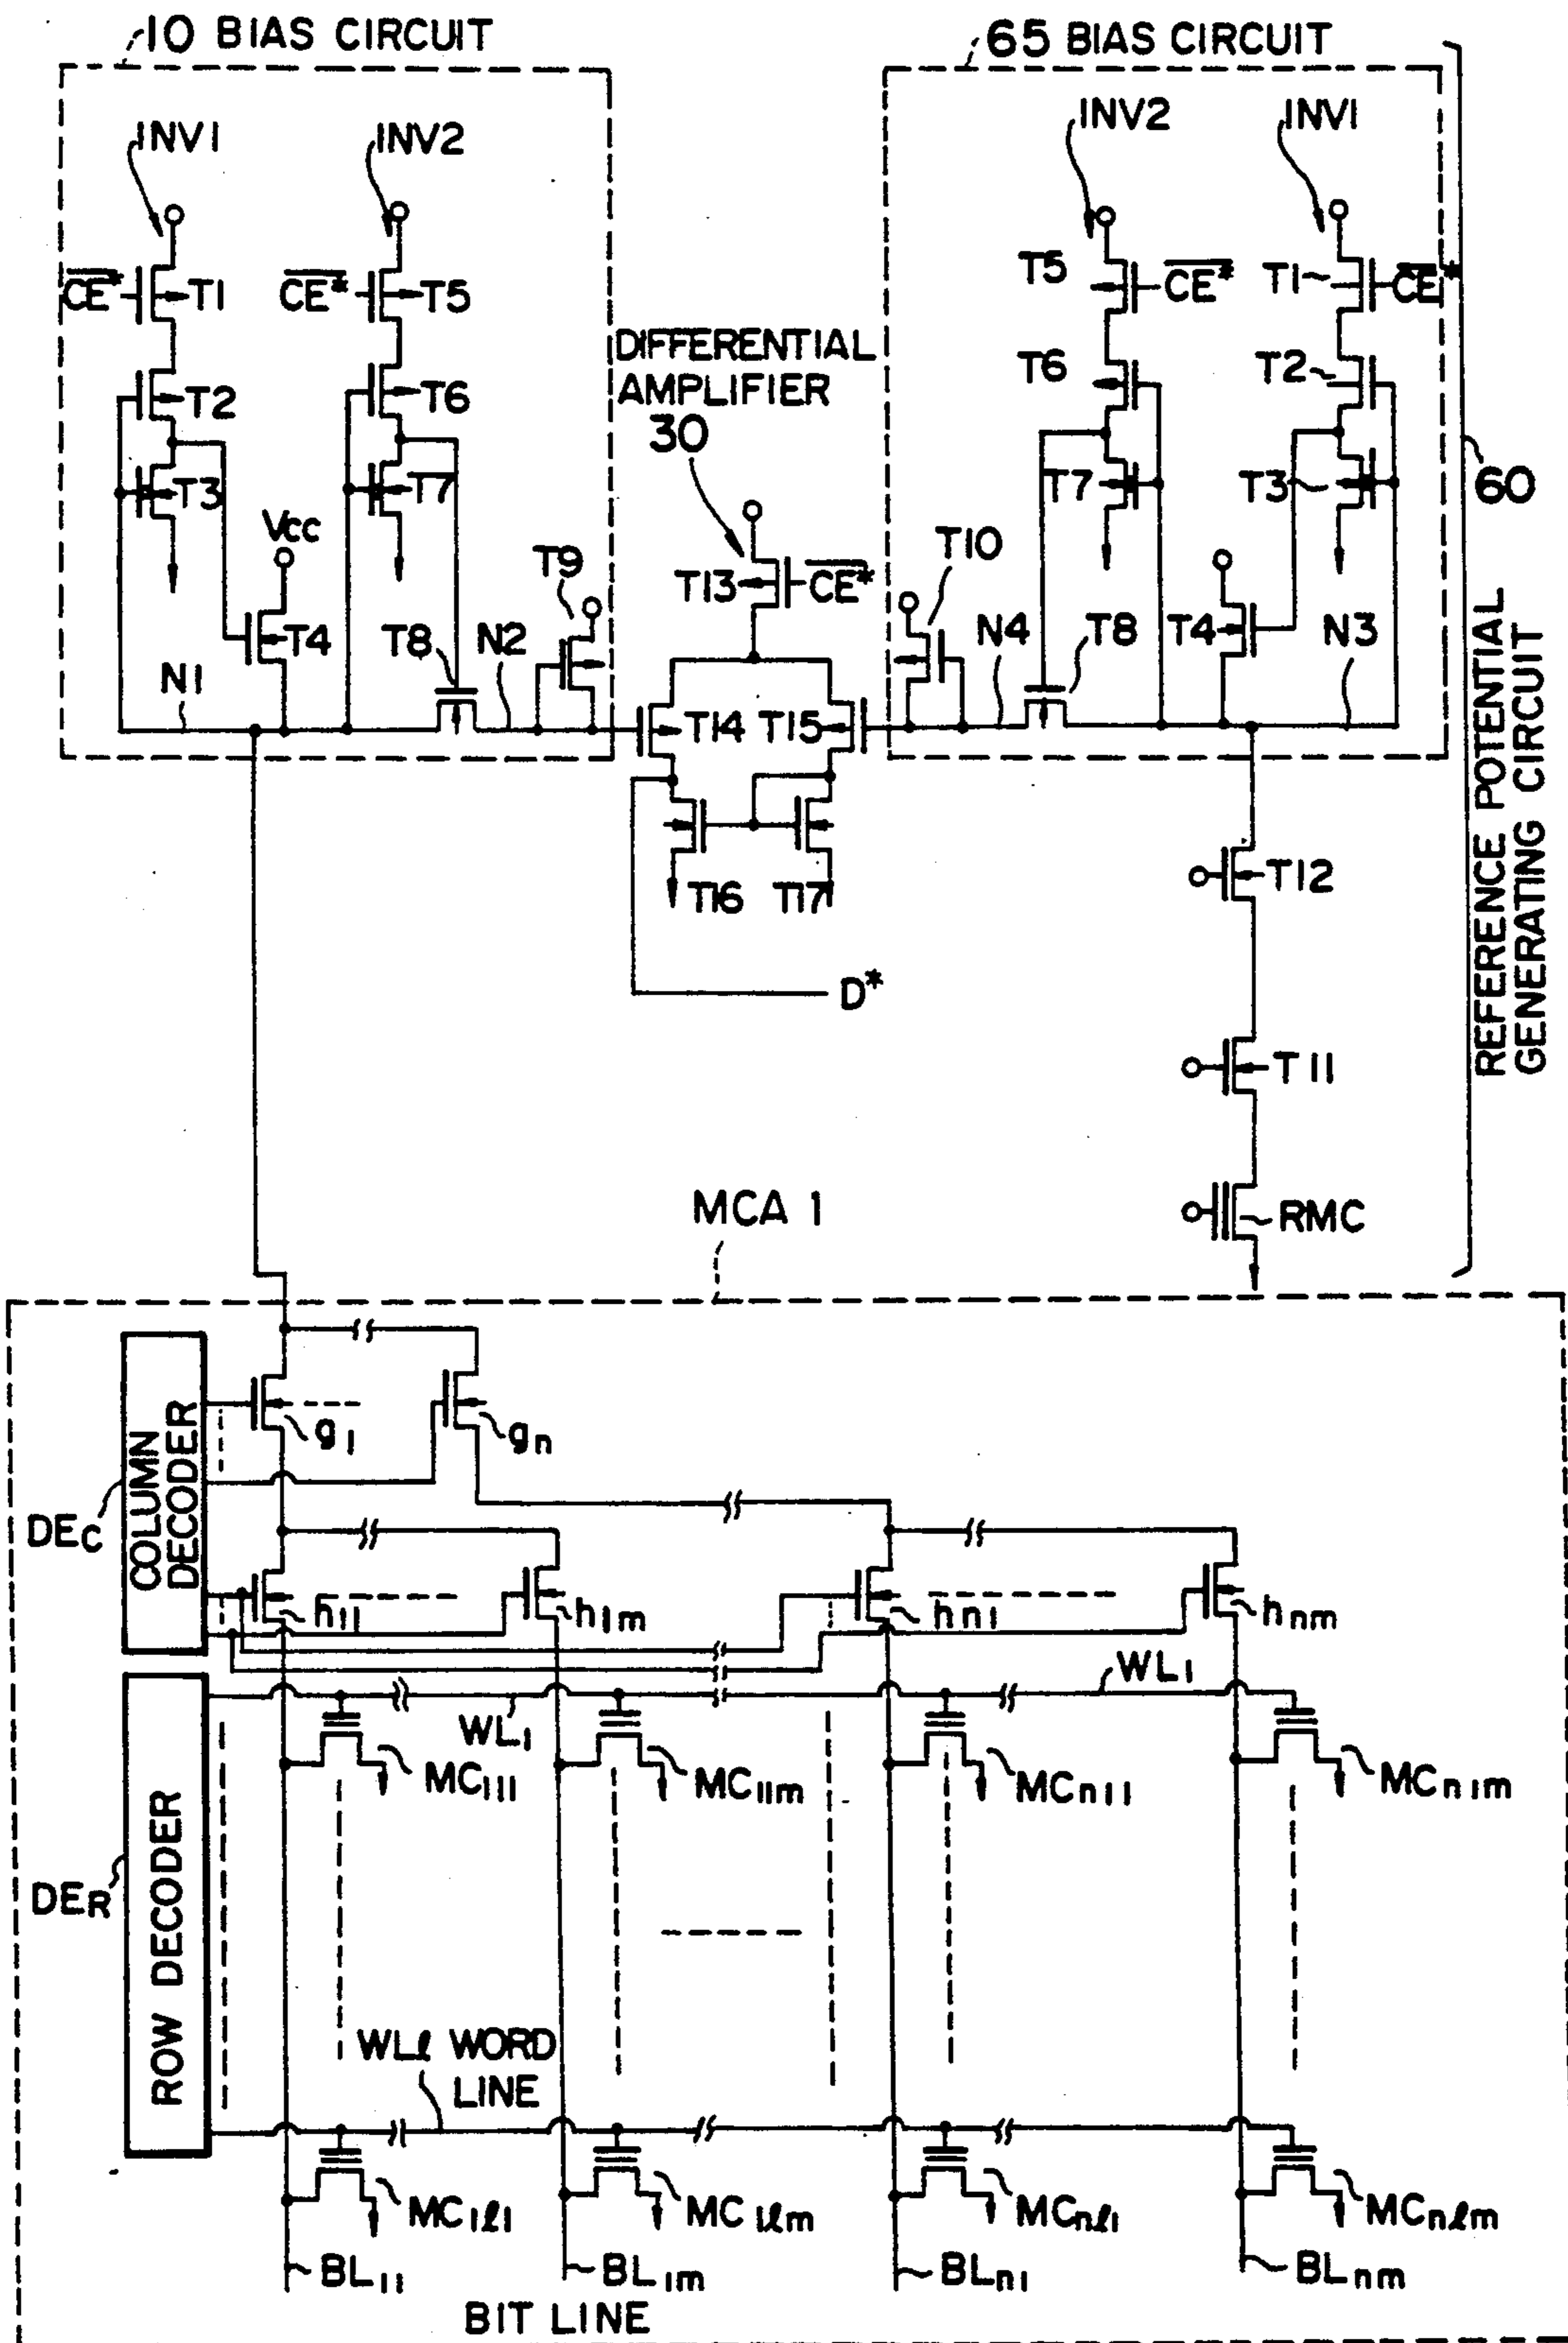 10 BIAS CIRCUIT
65 BIAS CIRCUIT
INV1
INV2
INV2
INV1
CE*
T1
CE*
T5
T5
CE*
T1
CE*
T2
T6
DIFFERENTIAL
AMPLIFIER
30
T6
T2
T3
T7
T7
T3
60
Vcc
T9
T13
CE*
T10
T4
T8
N2
N4
T8
T4
N3
N1
T14
T15
T16
T17
T12
D*
REFERENCE POTENTIAL
GENERATING CIRCUIT
T11
MCA 1
RMC
COLUMN
DECODER
DEC
g1
gn
h11
h1m
hn1
hnm
WL1
WL1
MC111
MC11m
MCn11
MCn1m
ROW DECODER
DER
WLℓ WORD
LINE
MC1ℓ1
MC1ℓm
MCnℓ1
MCnℓm
BL11
BL1m
BLn1
BLnm
BIT LINE